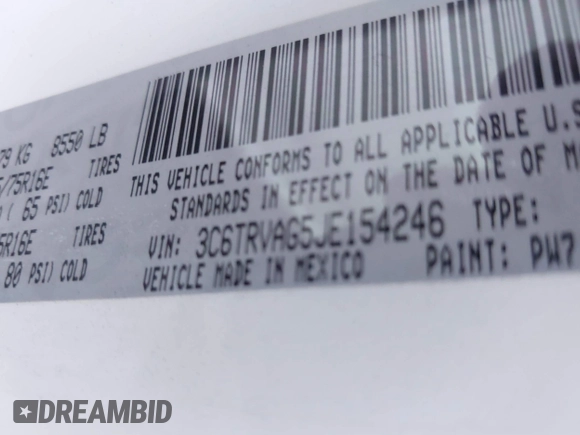 79 KG 8550 LB
/75R16E TIRES
( 65 PSI) COLD
5R16E TIRES
80 PSI) COLD
THIS VEHICLE CONFORMS TO ALL APPLICABLE U.S
STANDARDS IN EFFECT ON THE DATE OF M
VIN: 3C6TRVAG5JE154246 TYPE:
VEHICLE MADE IN MEXICO PAINT: PW7
DREAMBID